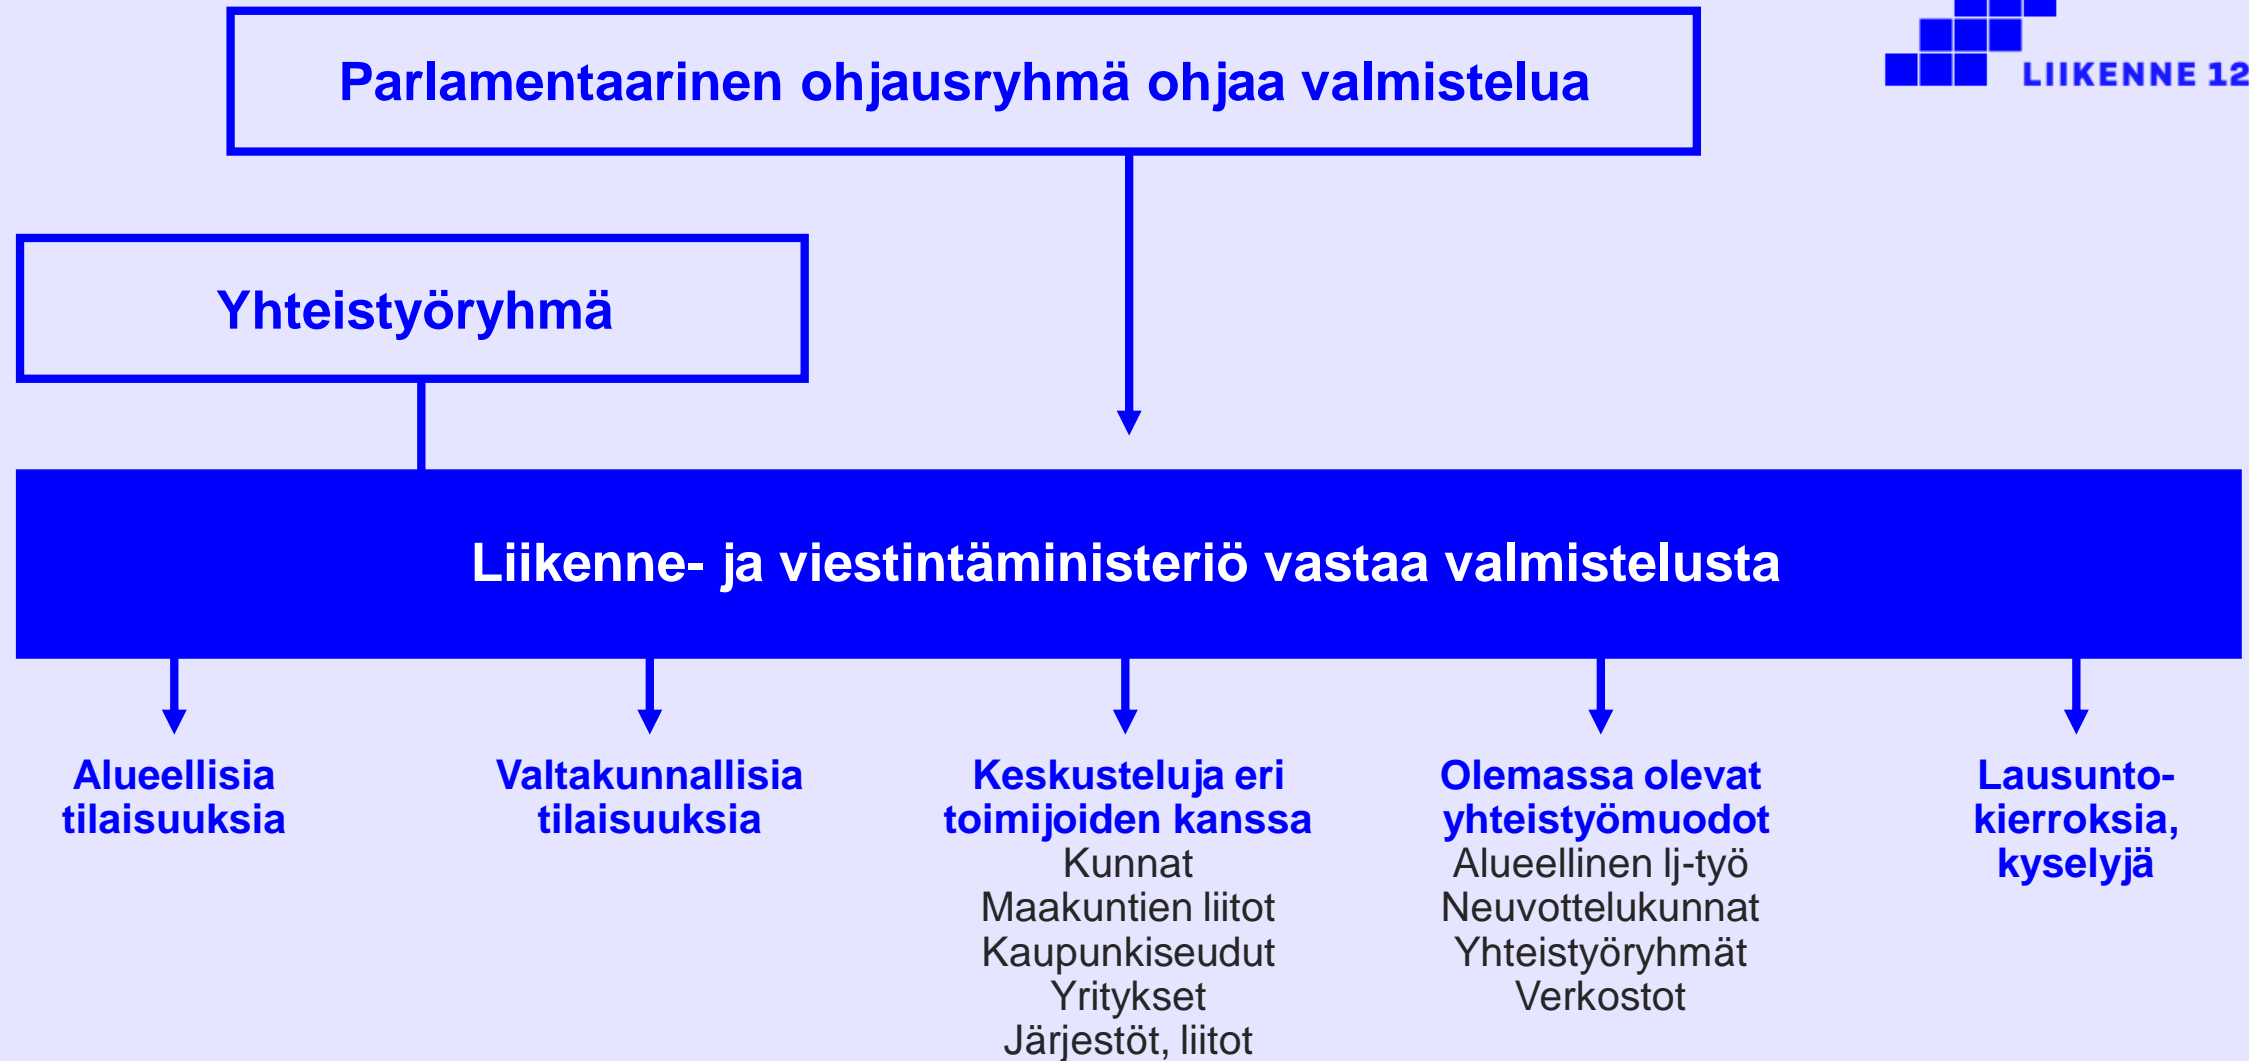 Parlamentaarinen ohjausryhmä ohjaa valmistelua
LIIKENNE 12
Yhteistyöryhmä
Liikenne- ja viestintäministeriö vastaa valmistelusta
Alueellisia
tilaisuuksia
Valtakunnallisia
tilaisuuksia
Keskusteluja eri
toimijoiden kanssa
Kunnat
Maakuntien liitot
Kaupunkiseudut
Yritykset
Järjestöt, liitot
Olemassa olevat
yhteistyömuodot
Alueellinen lj-työ
Neuvottelukunnat
Yhteistyöryhmät
Verkostot
Lausunto-
kierroksia,
kyselyjä